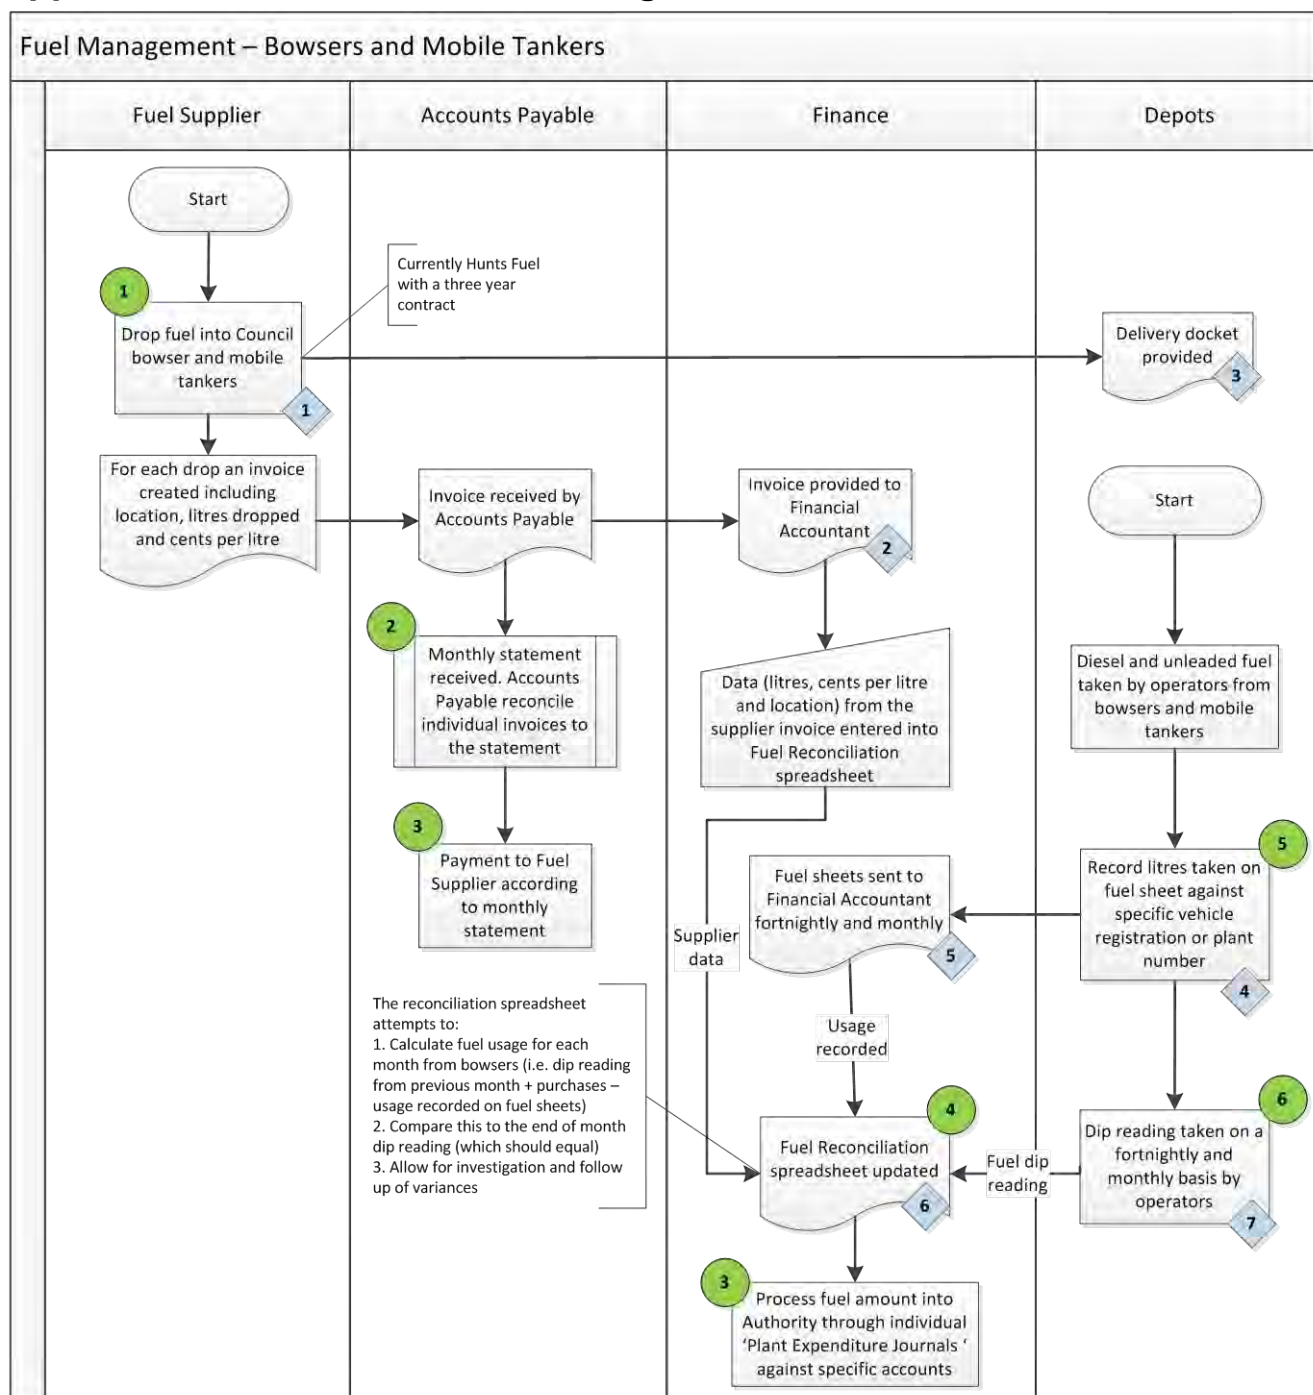 Fuel Management – Bowsers and Mobile Tankers
Fuel Supplier
Accounts Payable
Finance
Depots
Start
Currently Hunts Fuel
with a three year
contract
1
Drop fuel into Council
bowser and mobile
tankers
1
Delivery docket
provided
3
For each drop an invoice
created including
location, litres dropped
and cents per litre
Invoice received by
Accounts Payable
Invoice provided to
Financial
Accountant
2
Start
2
Monthly statement
received. Accounts
Payable reconcile
individual invoices to
the statement
Data (litres, cents per litre
and location) from the
supplier invoice entered into
Fuel Reconciliation
spreadsheet
Diesel and unleaded fuel
taken by operators from
bowsers and mobile
tankers
3
Payment to Fuel
Supplier according
to monthly
statement
Supplier
data
Fuel sheets sent to
Financial Accountant
fortnightly and monthly
5
5
Record litres taken on
fuel sheet against
specific vehicle
registration or plant
number
4
The reconciliation spreadsheet
attempts to:
1. Calculate fuel usage for each
month from bowsers (i.e. dip reading
from previous month + purchases –
usage recorded on fuel sheets)
2. Compare this to the end of month
dip reading (which should equal)
3. Allow for investigation and follow
up of variances
Usage
recorded
4
Fuel Reconciliation
spreadsheet updated
6
Fuel dip
reading
6
Dip reading taken on a
fortnightly and
monthly basis by
operators
7
3
Process fuel amount into
Authority through individual
‘Plant Expenditure Journals ‘
against specific accounts